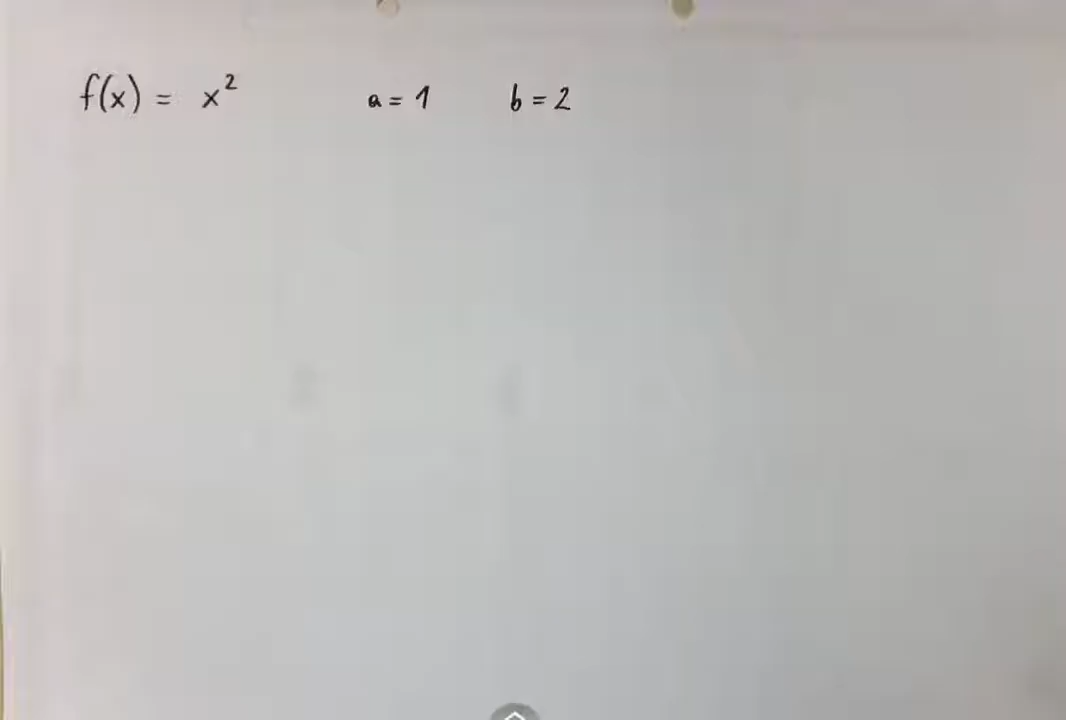 f(x) = x² a = 1 b = 2